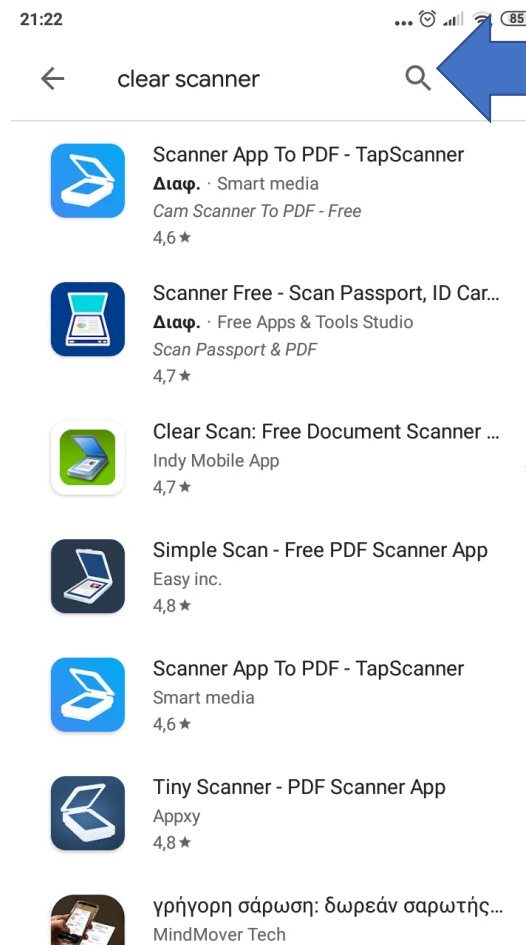 21:22
85
clear scanner
Scanner App To PDF - TapScanner
Διαφ. · Smart media
Cam Scanner To PDF - Free
4,6★
Scanner Free - Scan Passport, ID Car...
Διαφ. · Free Apps & Tools Studio
Scan Passport & PDF
4,7★
Clear Scan: Free Document Scanner ...
Indy Mobile App
4,7★
Simple Scan - Free PDF Scanner App
Easy inc.
4,8★
Scanner App To PDF - TapScanner
Smart media
4,6★
Tiny Scanner - PDF Scanner App
Appxy
4,8★
γρήγορη σάρωση: δωρεάν σαρωτής...
MindMover Tech